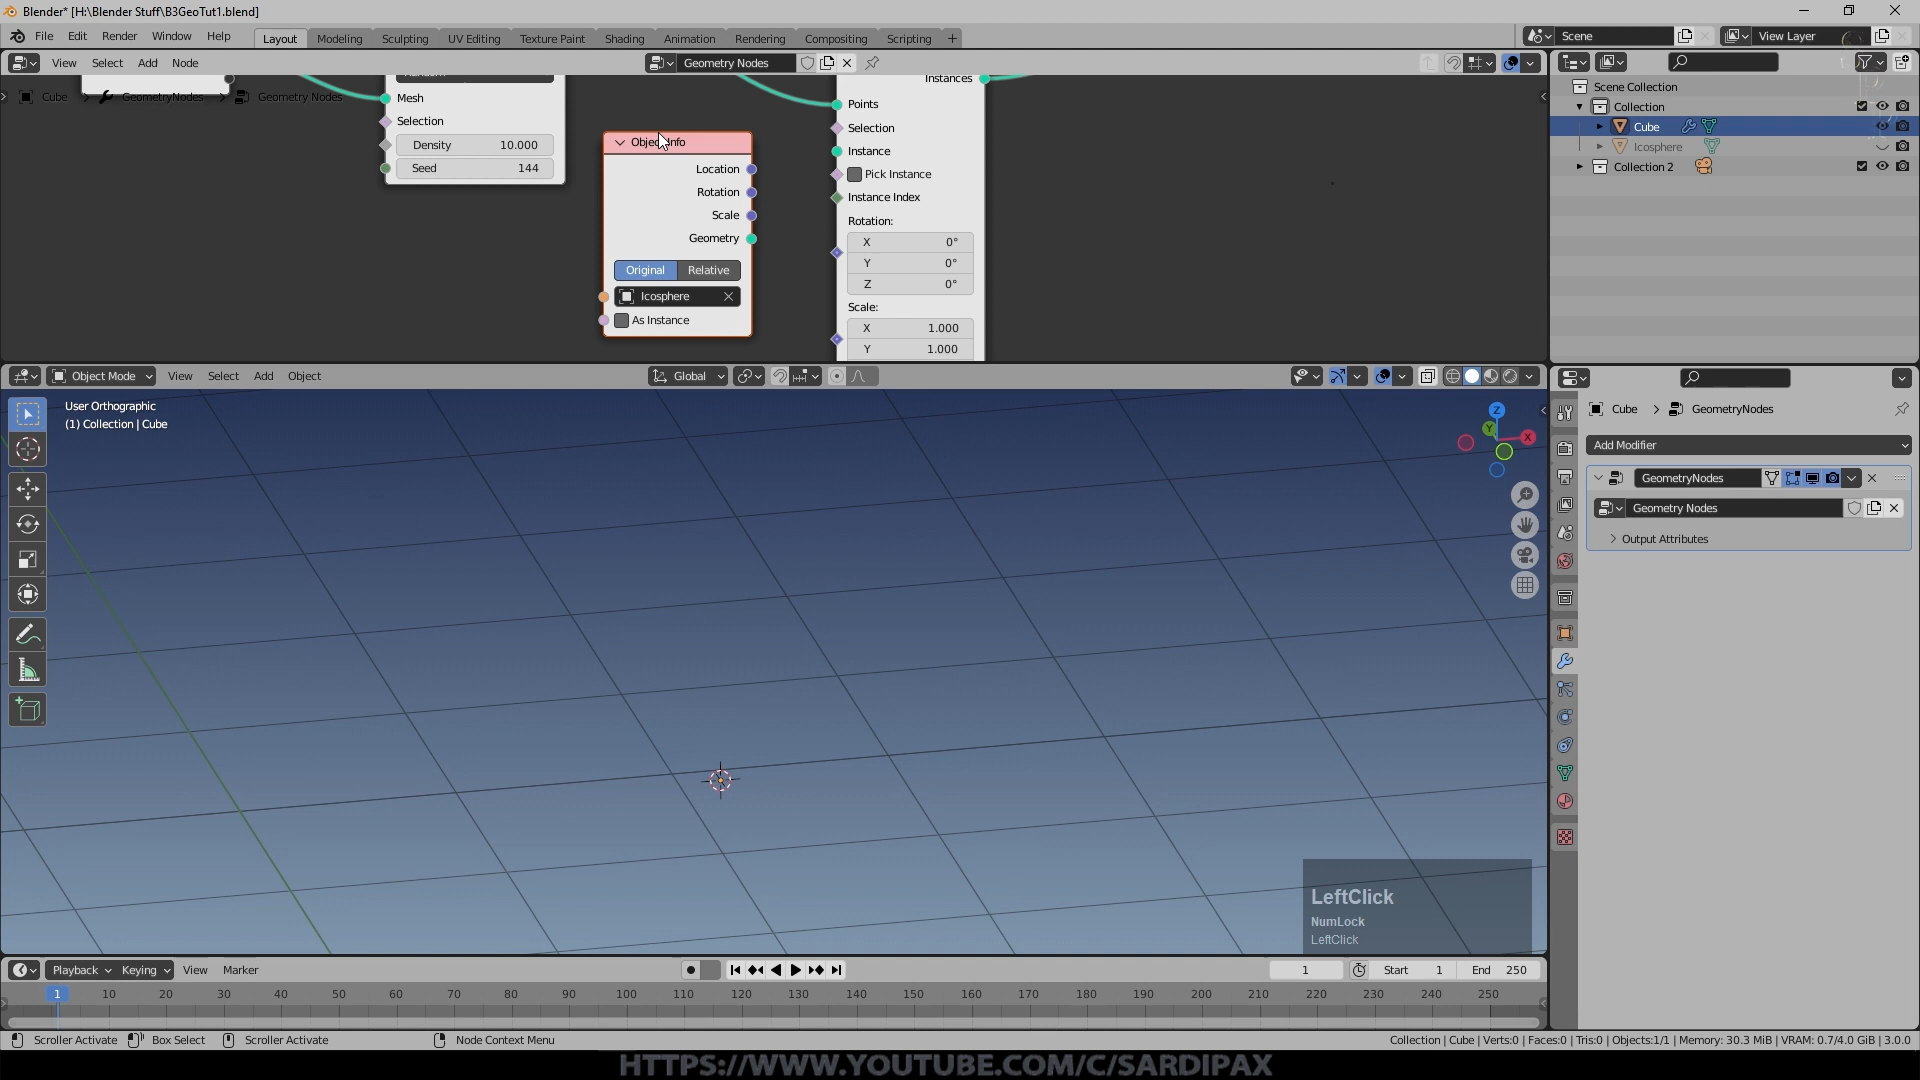 Blender* [H:\Blender Stuff\B3GeoTut1.blend]
File Edit Render Window Help Layout Modeling Sculpting UV Editing Texture Paint Shading Animation Rendering Compositing Scripting + Scene View Layer
View Select Add Node Geometry Nodes
Cube > GeometryNodes > Geometry Nodes
Mesh
Selection
Density 10.000
Seed 144
Object Info
Location
Rotation
Scale
Geometry
Original Relative
Icosphere
As Instance
Instances
Points
Selection
Instance
Pick Instance
Instance Index
Rotation:
X 0°
Y 0°
Z 0°
Scale:
X 1.000
Y 1.000
Scene Collection
Collection
Cube
Icosphere
Collection 2
Object Mode View Select Add Object Global
User Orthographic
(1) Collection | Cube
Z
Y
X
LeftClick
NumLock
LeftClick
Cube > GeometryNodes
Add Modifier
GeometryNodes
Geometry Nodes
Output Attributes
Playback Keying View Marker 1 Start 1 End 250
1 10 20 30 40 50 60 70 80 90 100 110 120 130 140 150 160 170 180 190 200 210 220 230 240 250
Scroller Activate Box Select Scroller Activate Node Context Menu Collection | Cube | Verts:0 | Faces:0 | Tris:0 | Objects:1/1 | Memory: 30.3 MiB | VRAM: 0.7/4.0 GiB | 3.0.0
HTTPS://WWW.YOUTUBE.COM/C/SARDIPAX